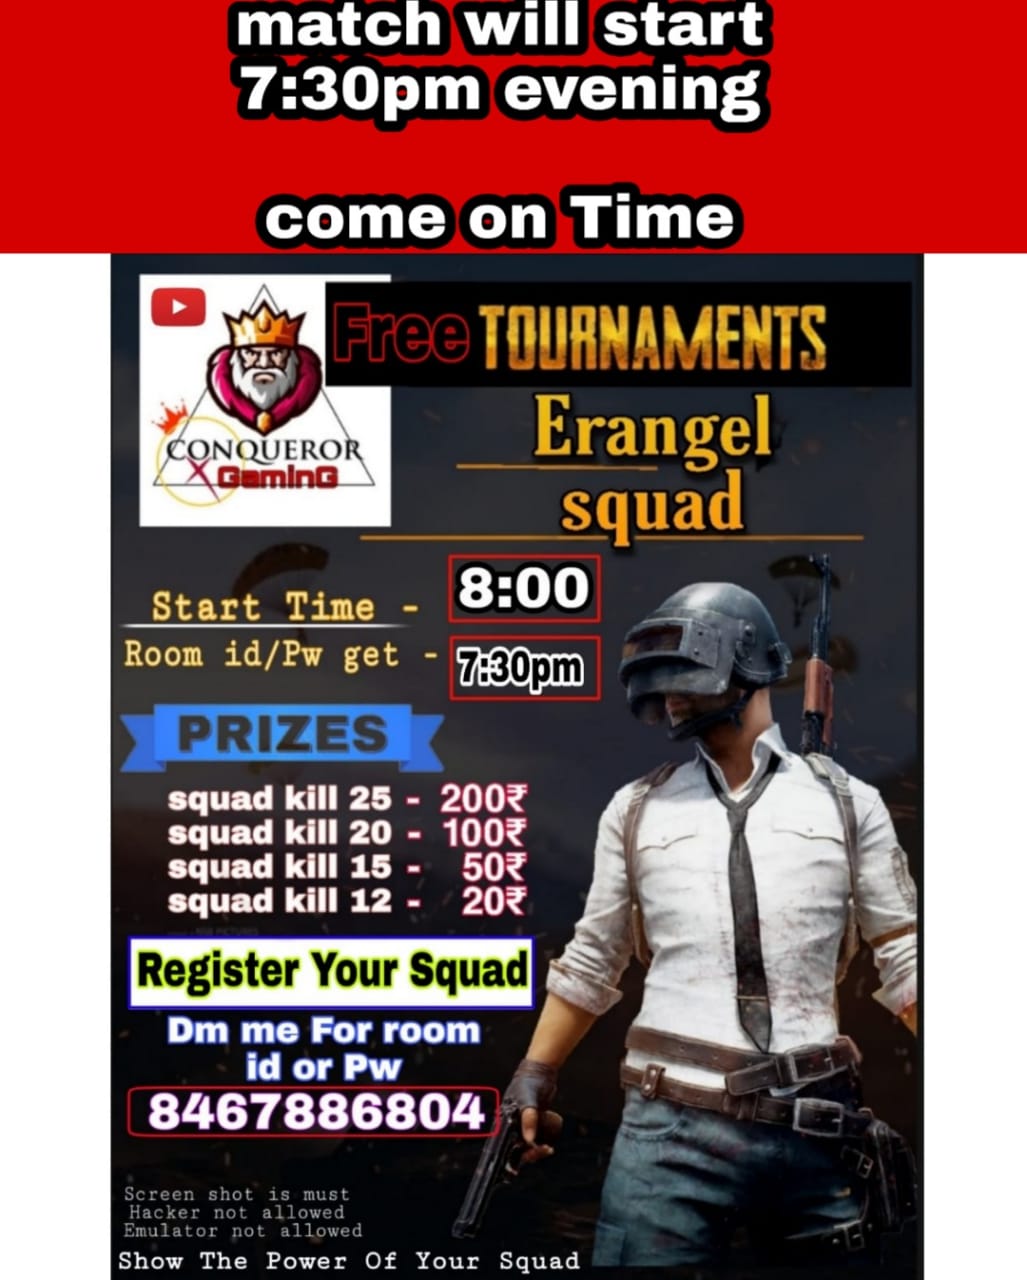 match will start
7:30pm evening
come on Time
Free TOURNAMENTS
Erangel
squad
CONQUEROR
GaminG
Start Time - 8:00
Room id/Pw get - 7:30pm
PRIZES
squad kill 25 - 200₹
squad kill 20 - 100₹
squad kill 15 - 50₹
squad kill 12 - 20₹
Register Your Squad
Dm me For room
id or Pw
8467886804
Screen shot is must
Hacker not allowed
Emulator not allowed
Show The Power Of Your Squad